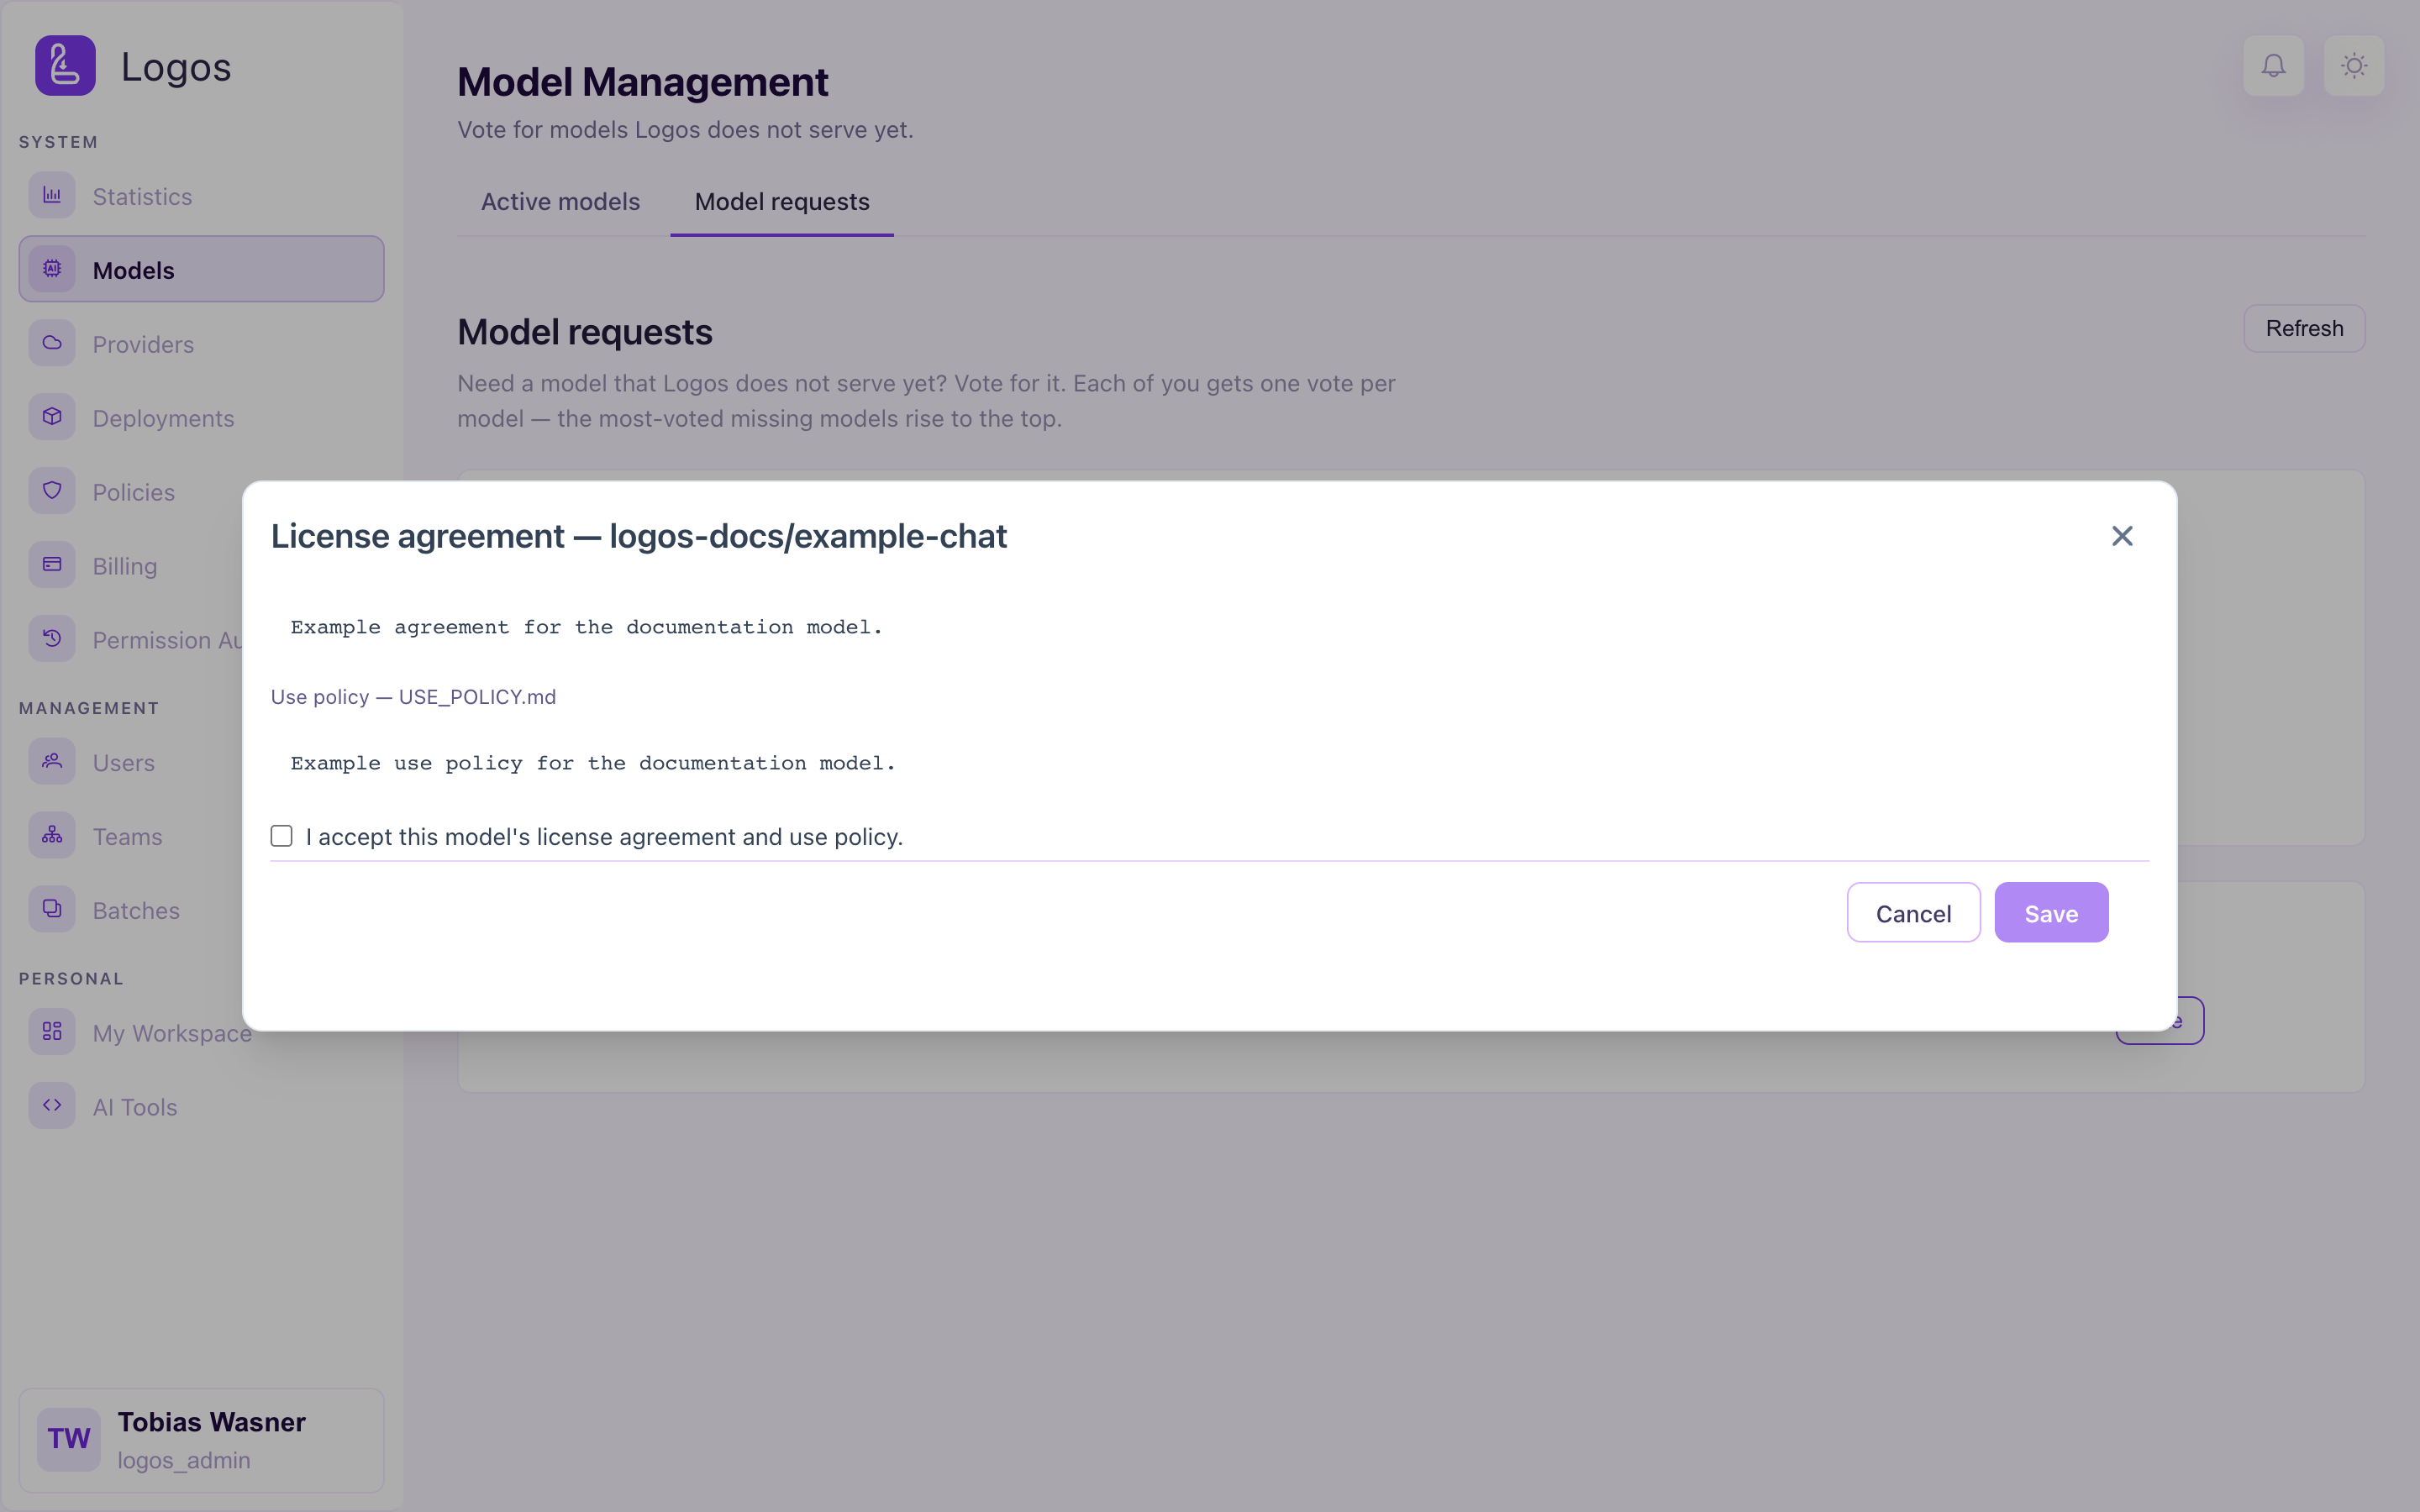 Logos
SYSTEM
Statistics
Models
Providers
Deployments
Policies
Billing
Permission
MANAGEMENT
Users
Teams
Batches
PERSONAL
My Workspace
AI Tools
TW
Tobias Wasner
logos_admin
Model Management
Vote for models Logos does not serve yet.
Active models
Model requests
Model requests
Refresh
Need a model that Logos does not serve yet? Vote for it. Each of you gets one vote per
model — the most-voted missing models rise to the top.
License agreement — logos-docs/example-chat
Example agreement for the documentation model.
Use policy — USE_POLICY.md
Example use policy for the documentation model.
I accept this model's license agreement and use policy.
Cancel
Save